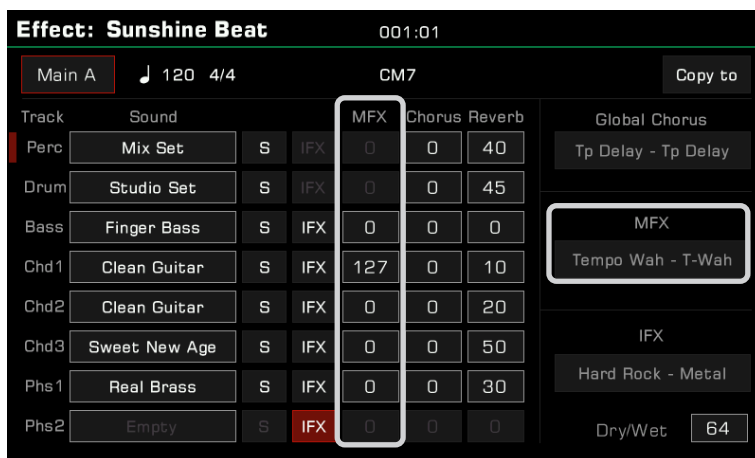 Effect: Sunshine Beat 001:01
Main A 120 4/4 CM7 Copy to
Track Sound MFX Chorus Reverb Global Chorus
Perc Mix Set S IFX 0 0 40 Tp Delay - Tp Delay
Drum Studio Set S IFX 0 0 45
Bass Finger Bass S IFX 0 0 0 MFX
Chd1 Clean Guitar S IFX 127 0 10 Tempo Wah - T-Wah
Chd2 Clean Guitar S IFX 0 0 20
Chd3 Sweet New Age S IFX 0 0 50 IFX
Phs1 Real Brass S IFX 0 0 30 Hard Rock - Metal
Phs2 Empty S IFX 0 0 0 Dry/Wet 64